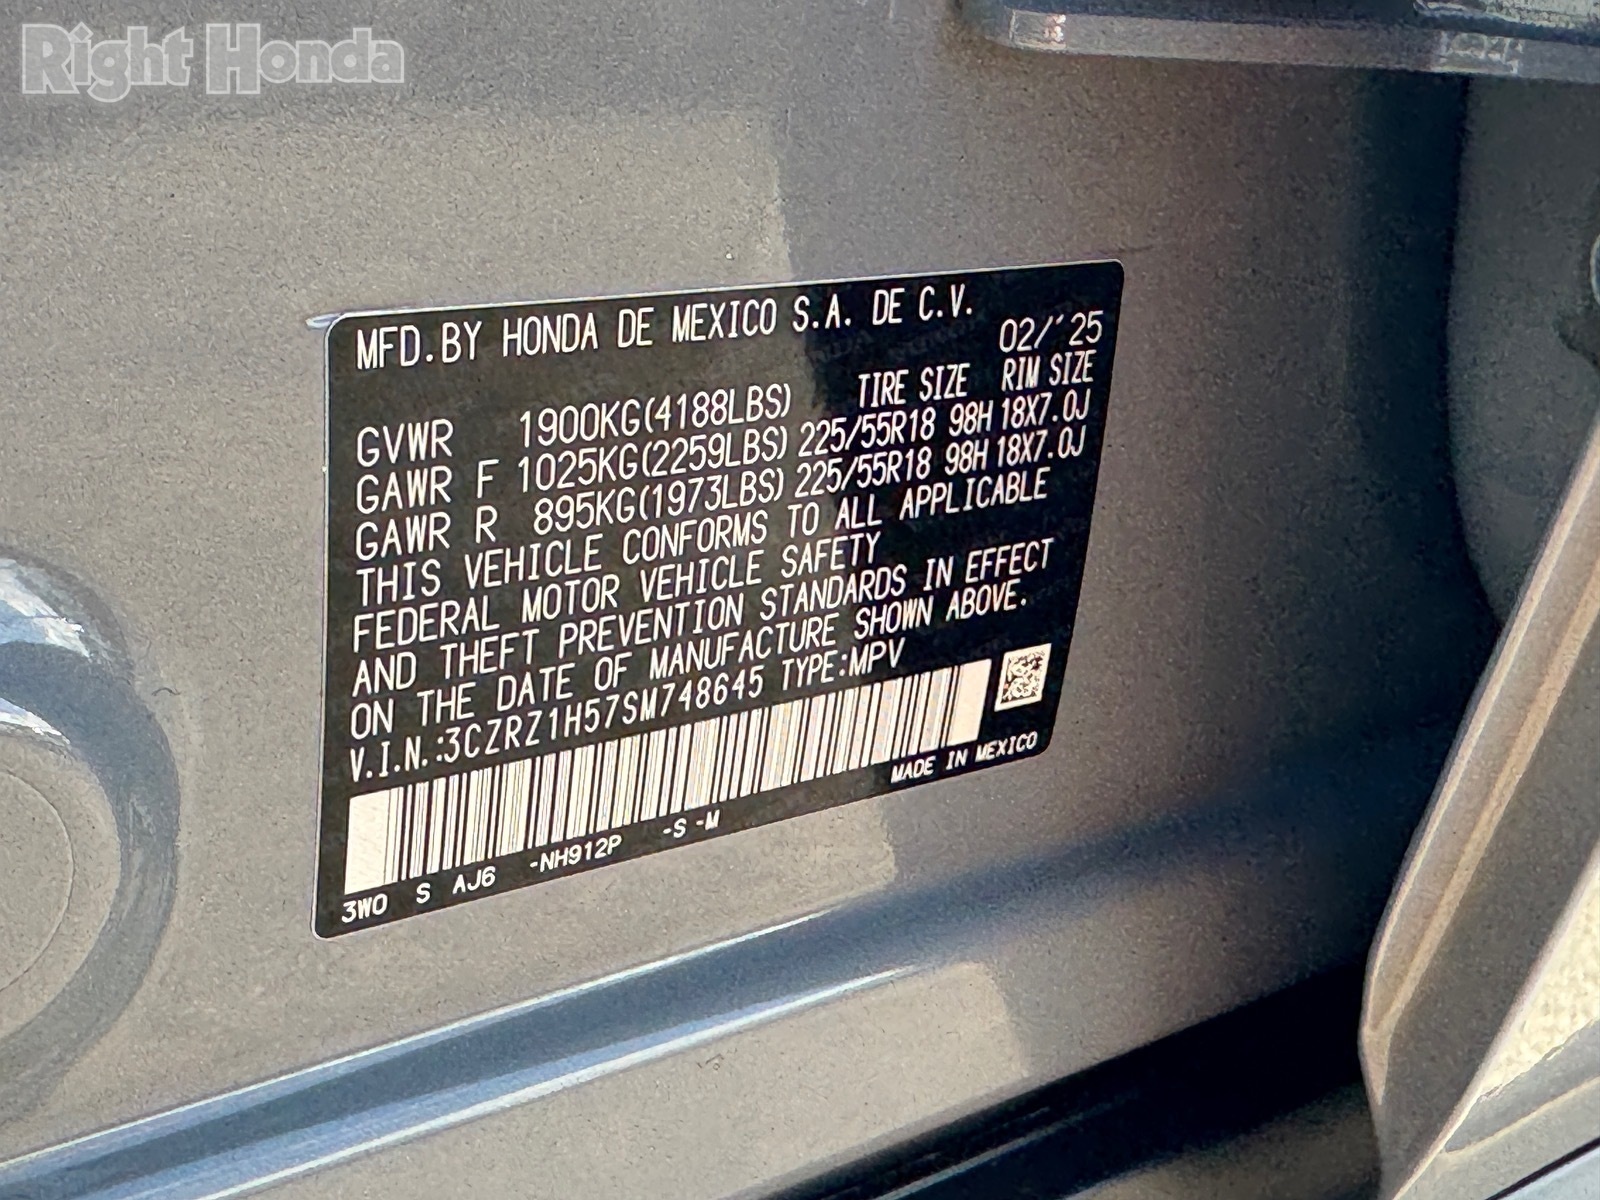 Right Honda
MFD.BY HONDA DE MEXICO S.A. DE C.V.
02/'25
TIRE SIZE RIM SIZE
GVWR 1900KG(4188LBS)
GAWR F 1025KG(2259LBS) 225/55R18 98H 18X7.0J
GAWR R 895KG(1973LBS) 225/55R18 98H 18X7.0J
THIS VEHICLE CONFORMS TO ALL APPLICABLE
FEDERAL MOTOR VEHICLE SAFETY
AND THEFT PREVENTION STANDARDS IN EFFECT
ON THE DATE OF MANUFACTURE SHOWN ABOVE.
V.I.N.:3CZRZ1H57SM748645 TYPE:MPV
MADE IN MEXICO
3W0 S AJ6 -NH912P -S -M